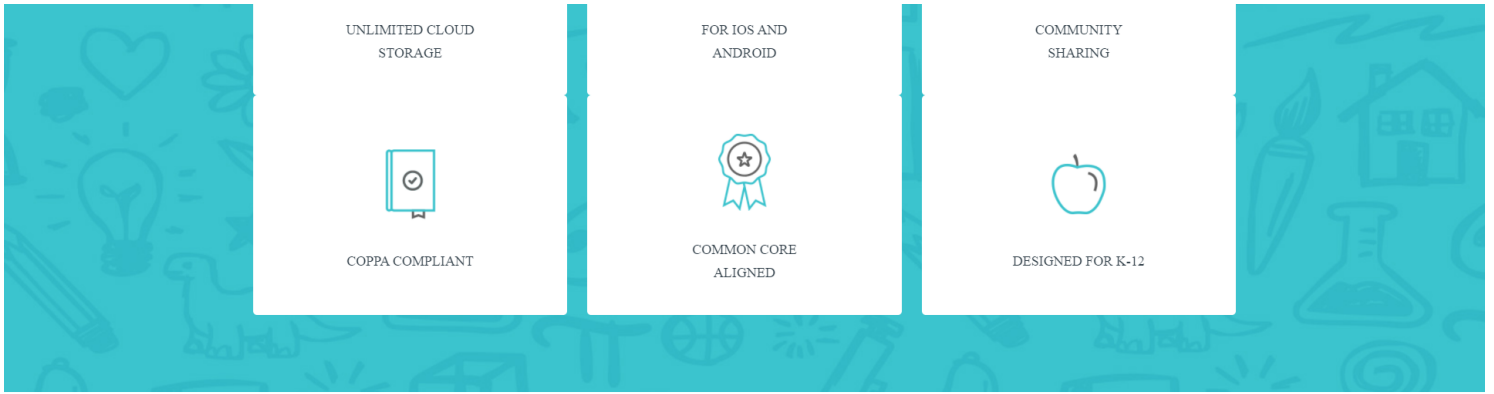 UNLIMITED CLOUD
STORAGE
FOR IOS AND
ANDROID
COMMUNITY
SHARING
COPPA COMPLIANT
COMMON CORE
ALIGNED
DESIGNED FOR K-12